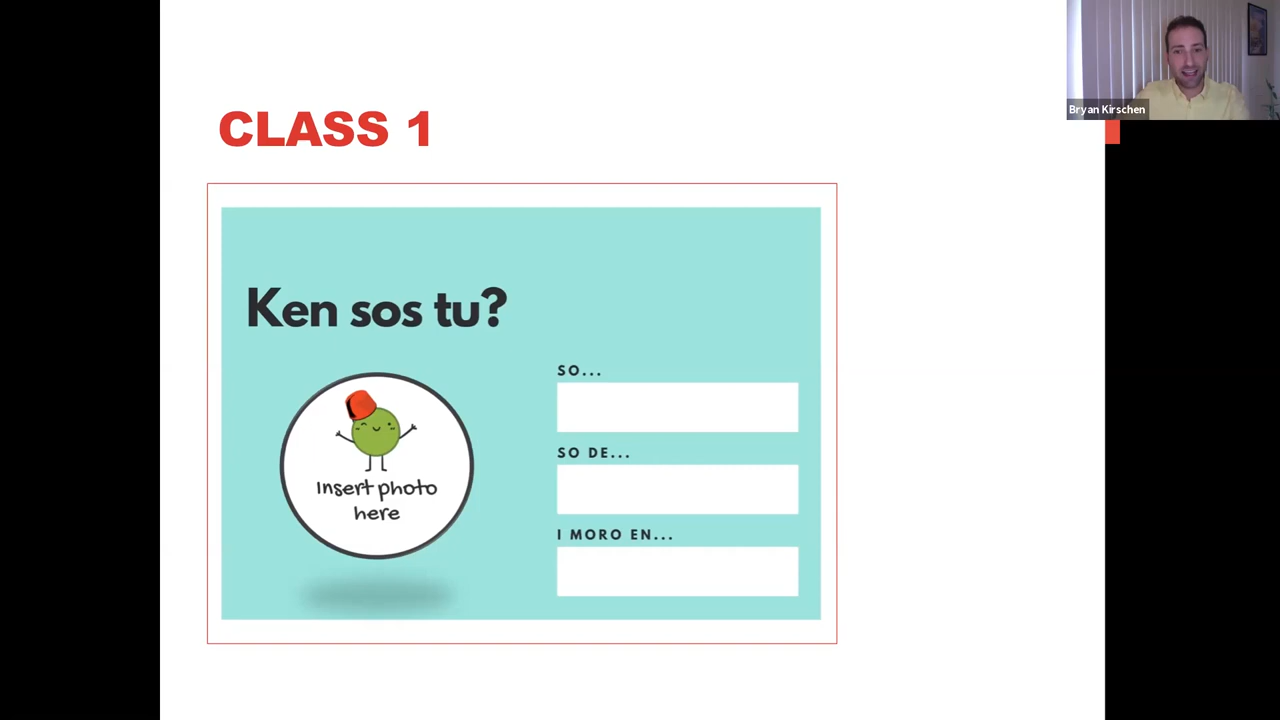 CLASS 1
Bryan Kirschen
Ken sos tu?
SO...
SO DE...
I MORO EN...
Insert photo
here